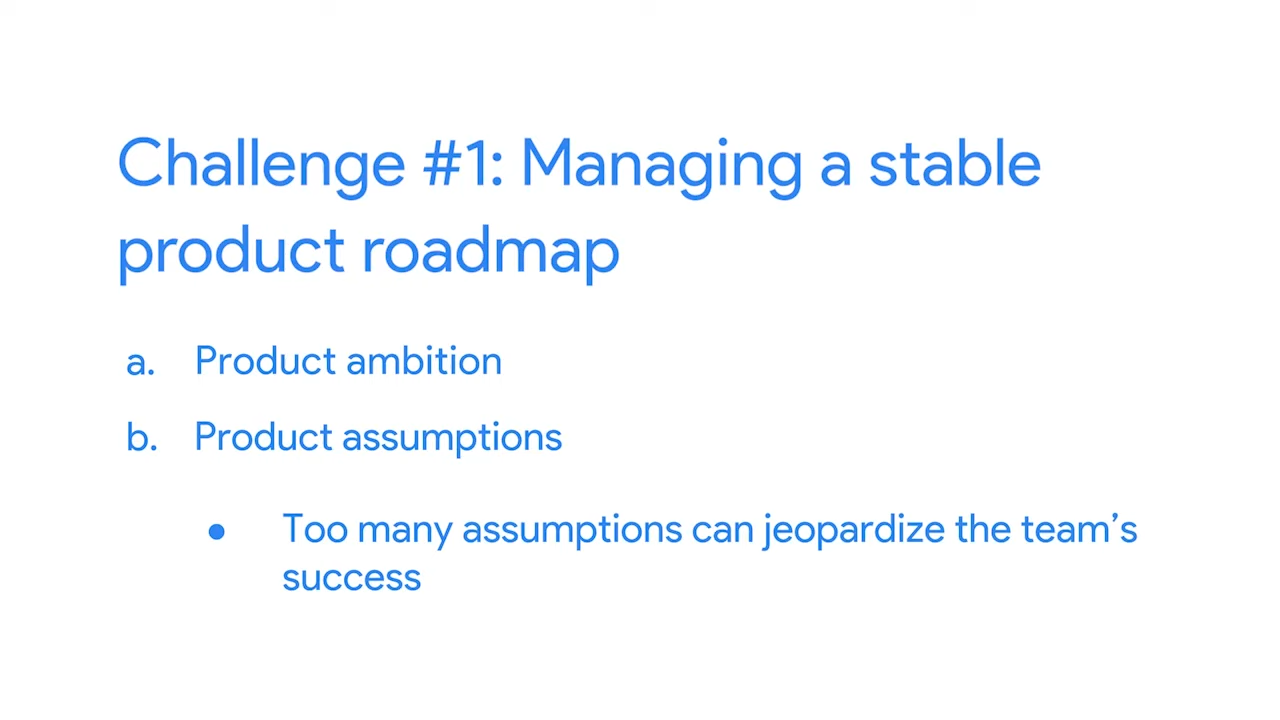 Challenge #1: Managing a stable
product roadmap
a. Product ambition
b. Product assumptions
● Too many assumptions can jeopardize the team’s
success